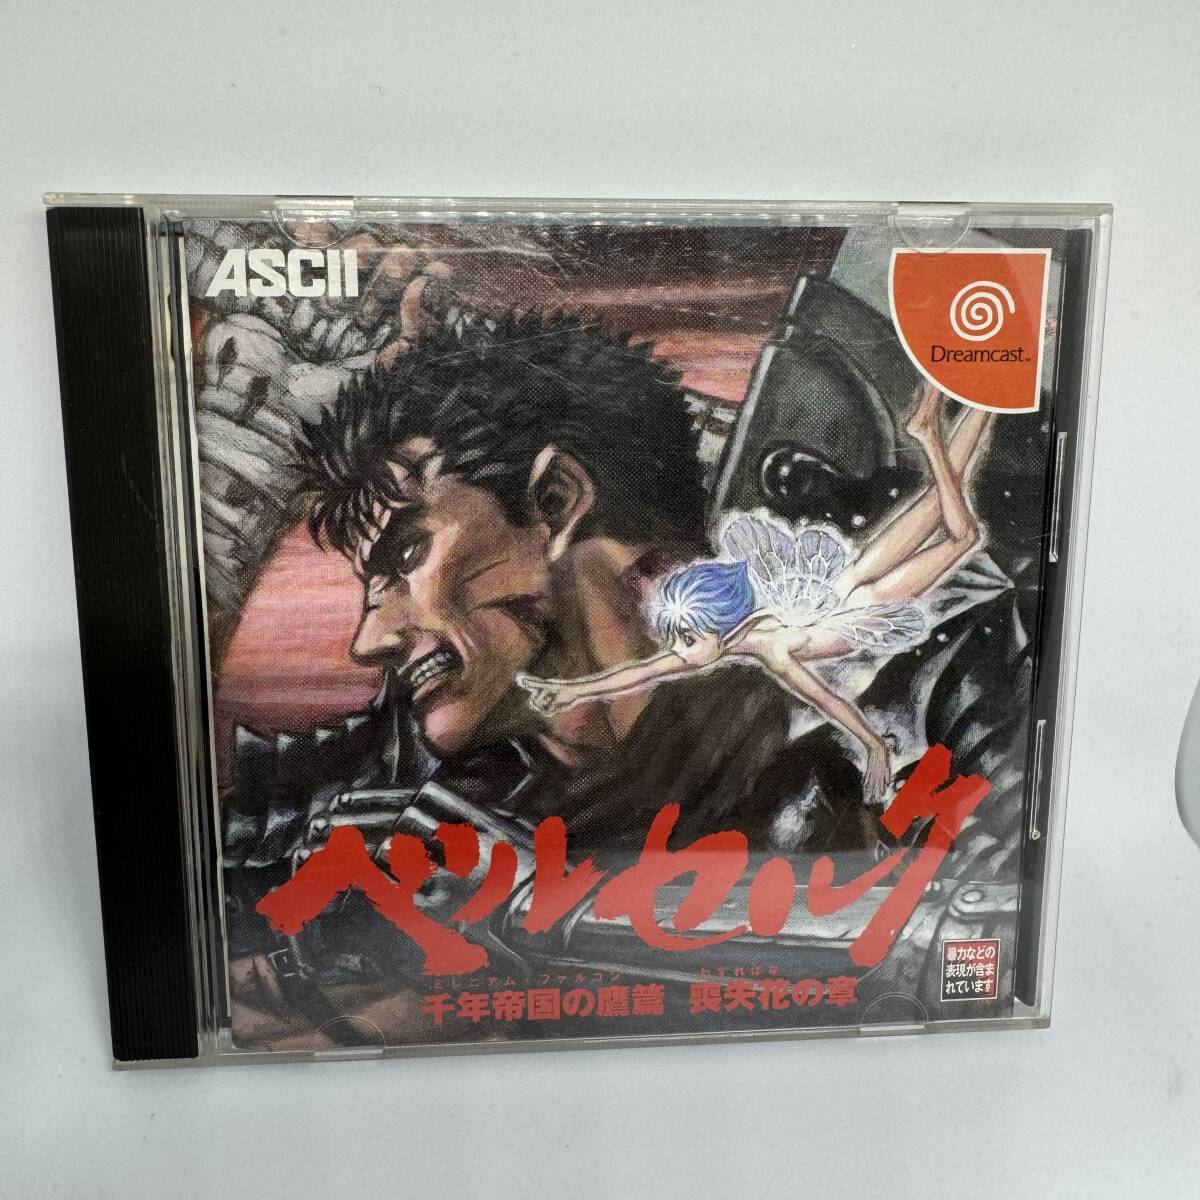 ASCII
Dreamcast™
ベルセルク
ミレニアム・ファルコン わすればな
千年帝国の鷹篇 喪失花の章
暴力などの
表現が含ま
れています